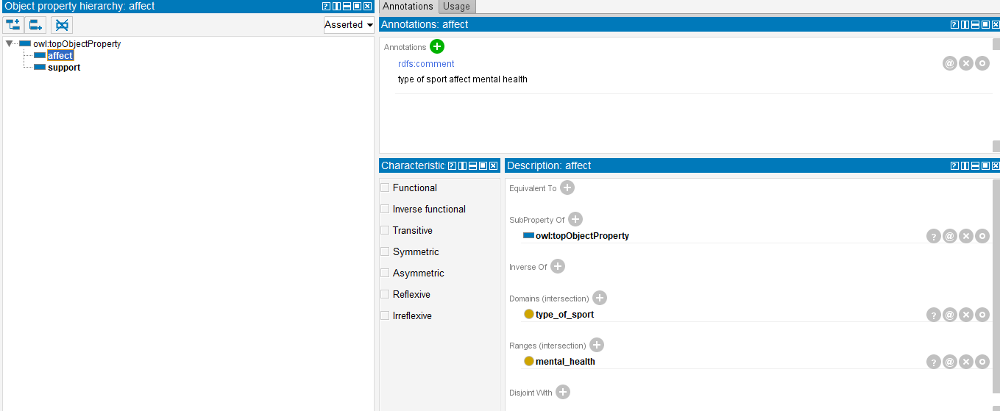 Object property hierarchy: affect
Asserted
owl:topObjectProperty
affect
support
Annotations Usage
Annotations: affect
Annotations
rdfs:comment
type of sport affect mental health
Characteristic
Functional
Inverse functional
Transitive
Symmetric
Asymmetric
Reflexive
Irreflexive
Description: affect
Equivalent To
SubProperty Of
owl:topObjectProperty
Inverse Of
Domains (intersection)
type_of_sport
Ranges (intersection)
mental_health
Disjoint With